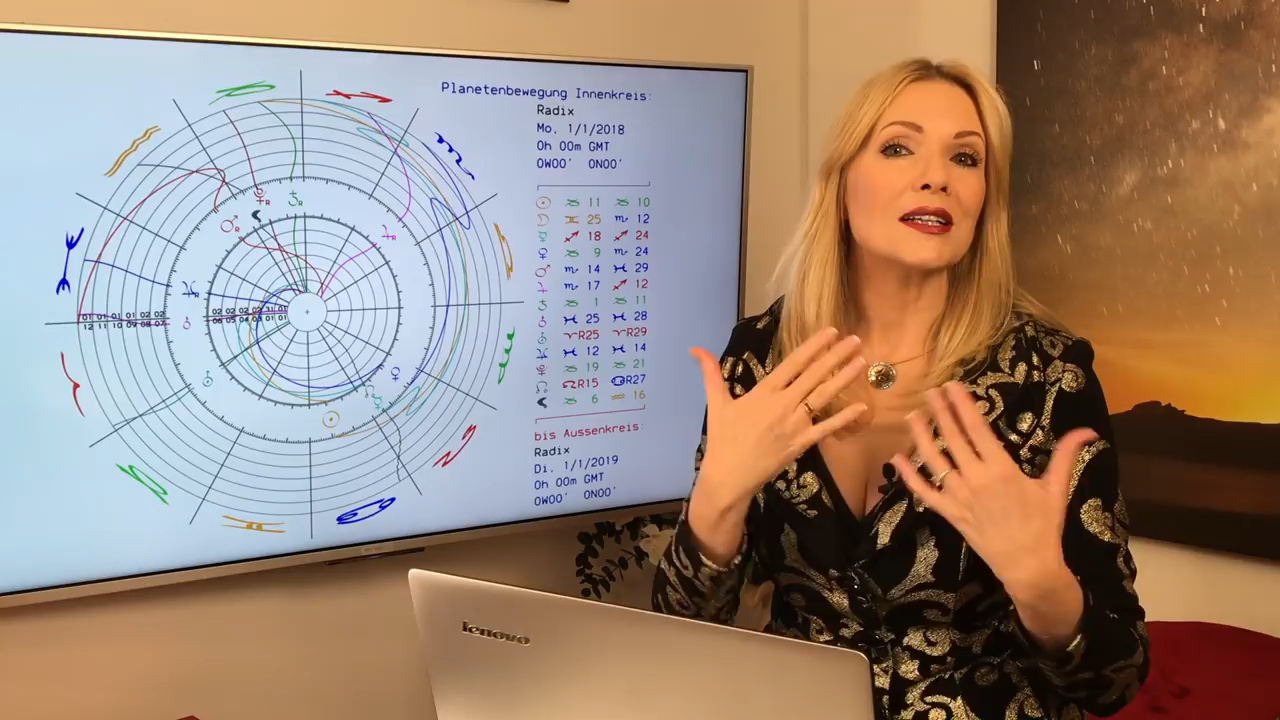 Planetenbewegung Innenkreis:
Radix
Mo, 1/1/2018
0h 00m GMT
0W00' 0N00'
11 10
25 12
18 24
9 24
14 29
17 12
1 11
25 28
R25 R29
12 14
19 21
R15 R27
6 16
bis Aussenkreis:
Radix
Di. 1/1/2019
0h 00m GMT
0W00' 0N00'
lenovo